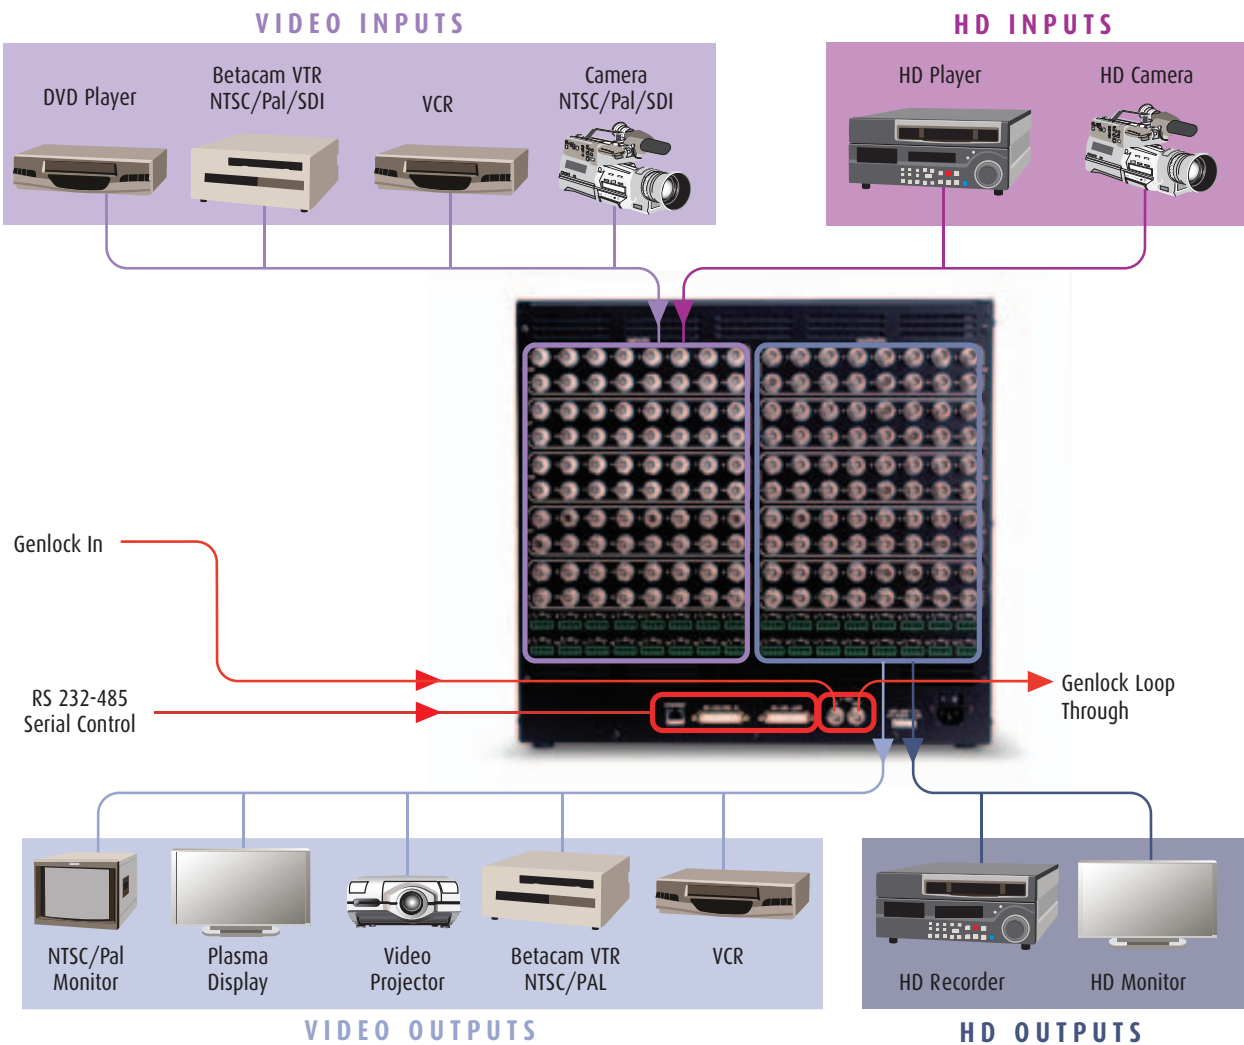 VIDEO INPUTS
HD INPUTS
DVD Player
Betacam VTR
NTSC/Pal/SDI
VCR
Camera
NTSC/Pal/SDI
HD Player
HD Camera
Genlock In
RS 232-485
Serial Control
Genlock Loop
Through
NTSC/Pal
Monitor
Plasma
Display
Video
Projector
Betacam VTR
NTSC/PAL
VCR
HD Recorder
HD Monitor
VIDEO OUTPUTS
HD OUTPUTS